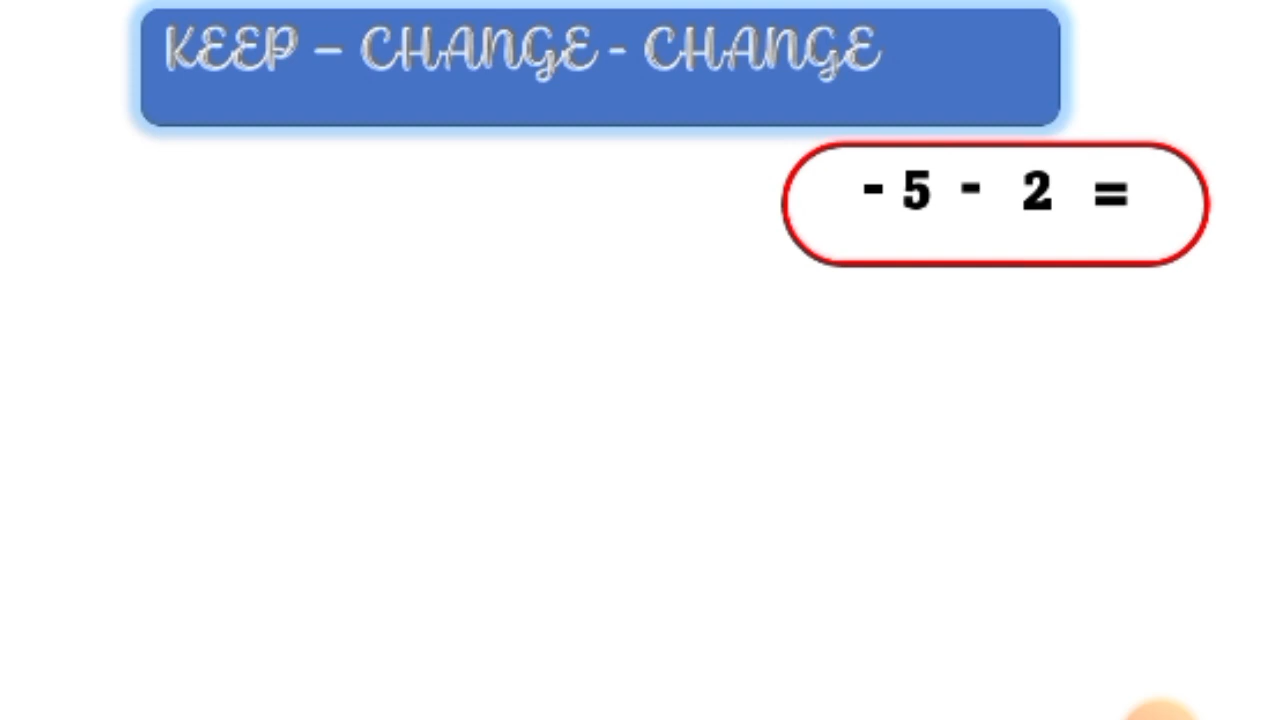 KEEP – CHANGE - CHANGE
- 5 - 2 =